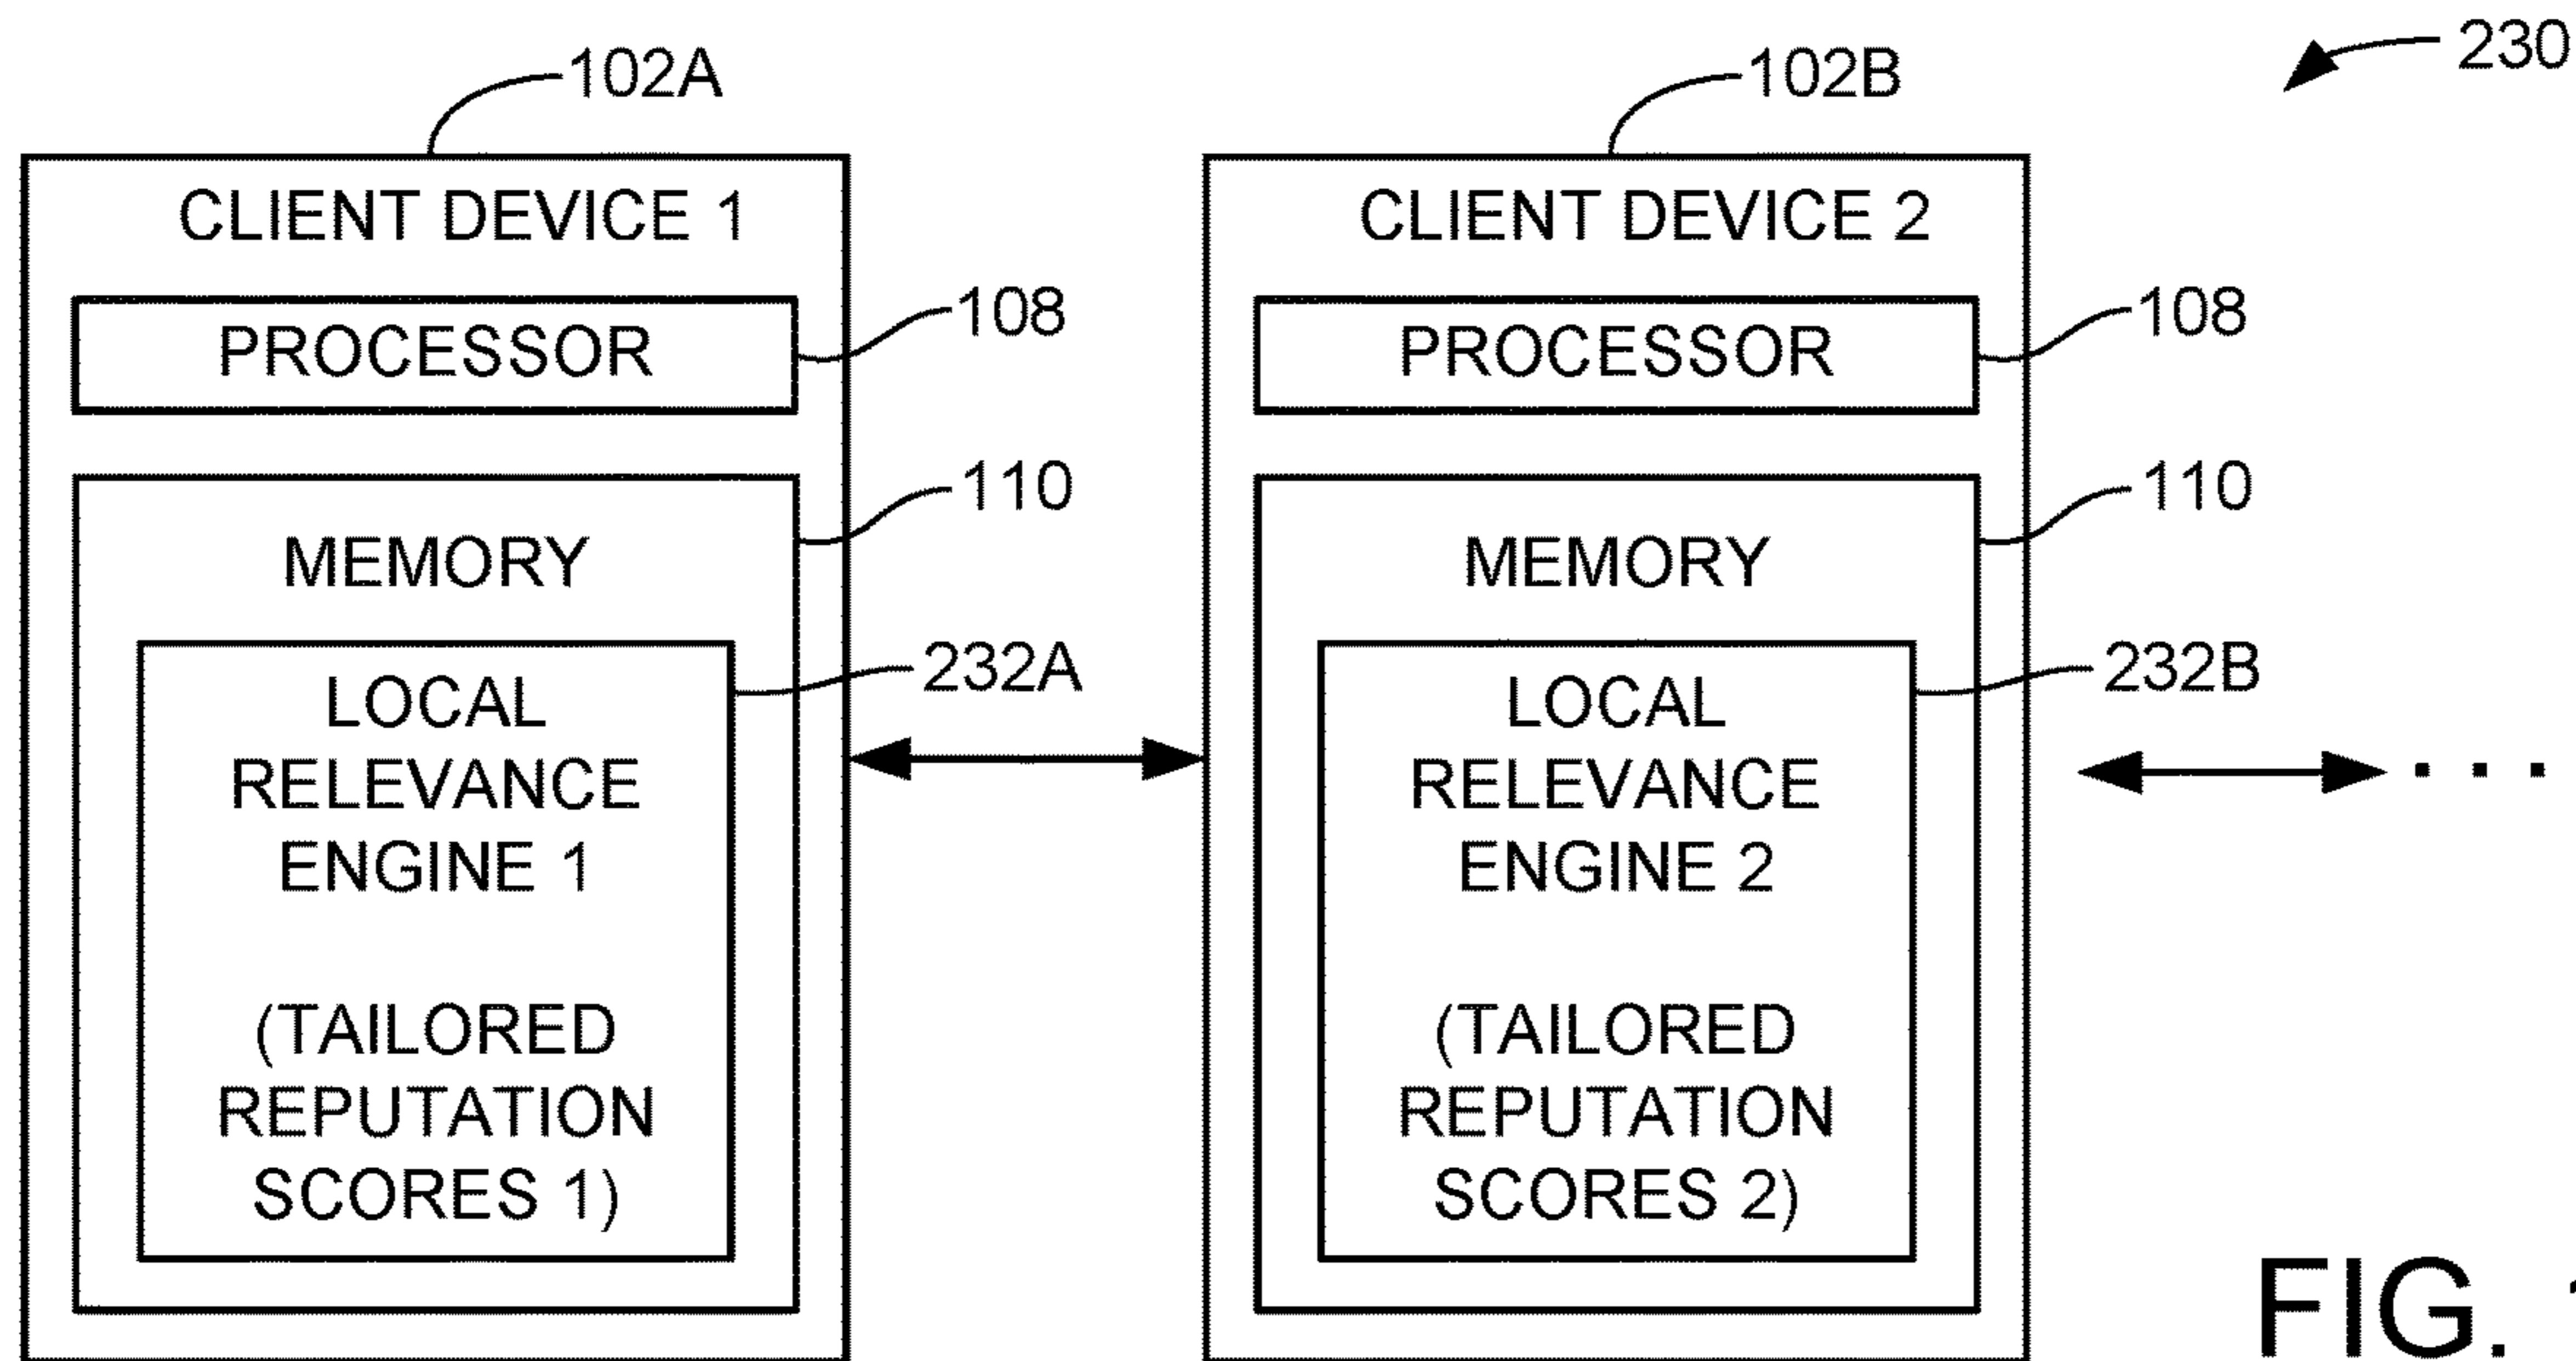 230
102A
102B
CLIENT DEVICE 1
PROCESSOR
108
MEMORY
110
LOCAL
RELEVANCE
ENGINE 1
(TAILORED
REPUTATION
SCORES 1)
232A
CLIENT DEVICE 2
PROCESSOR
108
MEMORY
110
LOCAL
RELEVANCE
ENGINE 2
(TAILORED
REPUTATION
SCORES 2)
232B
. . .
FIG.